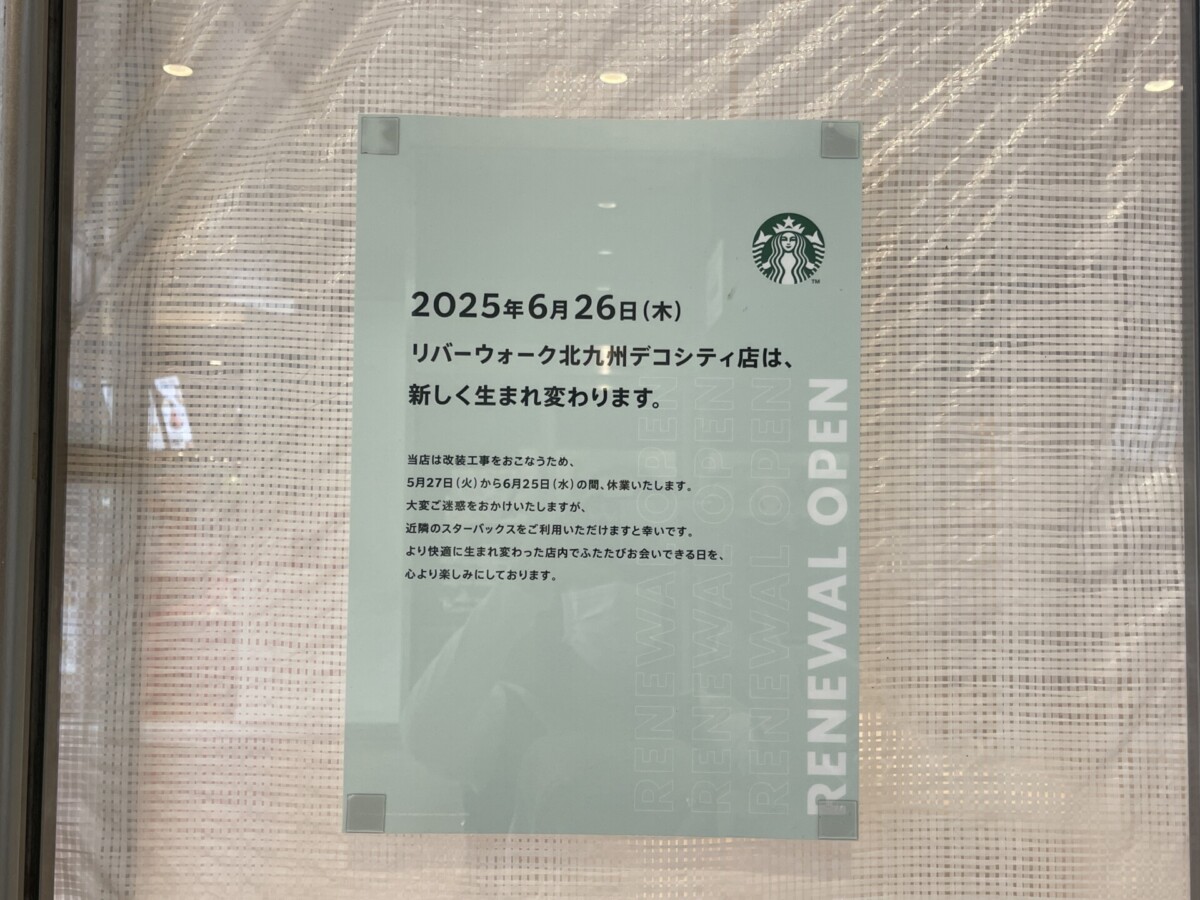 2025年6月26日(木)
リバーウォーク北九州デコシティ店は、
新しく生まれ変わります。
当店は改装工事をおこなうため、
5月27日(火)から6月25日(水)の間、休業いたします。
大変ご迷惑をおかけいたしますが、
近隣のスターバックスをご利用いただけますと幸いです。
より快適に生まれ変わった店内でふたたびお会いできる日を、
心より楽しみにしております。
RENEWAL OPEN
RENEWAL OPEN
RENEWAL OPEN
RENEWAL OPEN
TM